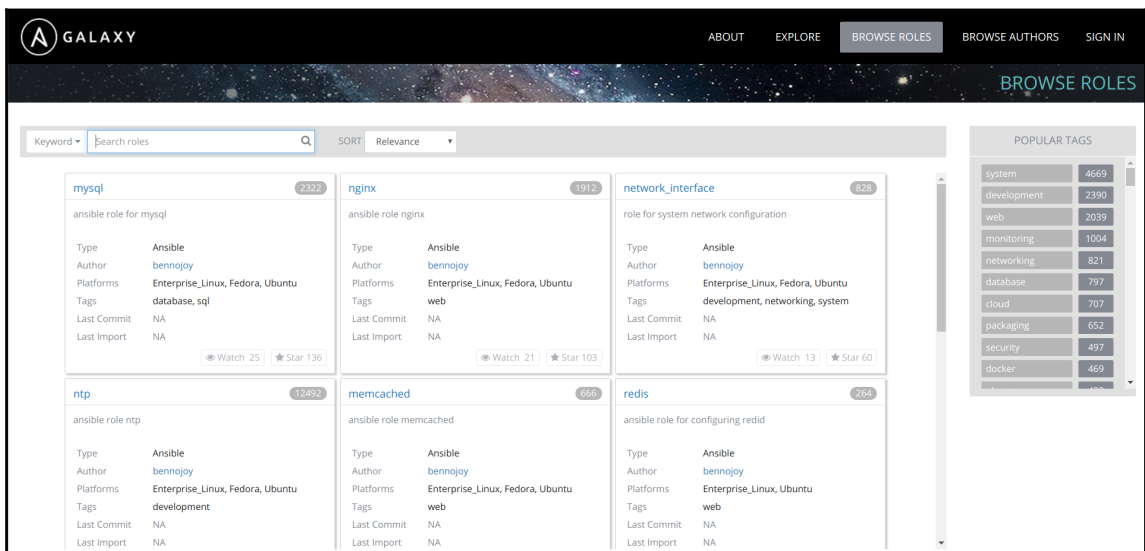 A GALAXY
ABOUT EXPLORE BROWSE ROLES BROWSE AUTHORS SIGN IN
BROWSE ROLES
Keyword Search roles SORT Relevance
mysql 2322
ansible role for mysql
Type Ansible
Author bennojoy
Platforms Enterprise_Linux, Fedora, Ubuntu
Tags database, sql
Last Commit NA
Last Import NA
Watch 25 Star 136
nginx 1912
ansible role nginx
Type Ansible
Author bennojoy
Platforms Enterprise_Linux, Fedora, Ubuntu
Tags web
Last Commit NA
Last Import NA
Watch 21 Star 103
network_interface 828
role for system network configuration
Type Ansible
Author bennojoy
Platforms Enterprise_Linux, Fedora, Ubuntu
Tags development, networking, system
Last Commit NA
Last Import NA
Watch 13 Star 60
ntp 12492
ansible role ntp
Type Ansible
Author bennojoy
Platforms Enterprise_Linux, Fedora, Ubuntu
Tags development
Last Commit NA
Last Import NA
memcached 666
ansible role memcached
Type Ansible
Author bennojoy
Platforms Enterprise_Linux, Fedora, Ubuntu
Tags web
Last Commit NA
Last Import NA
redis 264
ansible role for configuring redid
Type Ansible
Author bennojoy
Platforms Enterprise_Linux, Ubuntu
Tags web
Last Commit NA
Last Import NA
POPULAR TAGS
system 4669
development 2390
web 2039
monitoring 1004
networking 821
database 797
cloud 707
packaging 652
security 497
docker 469